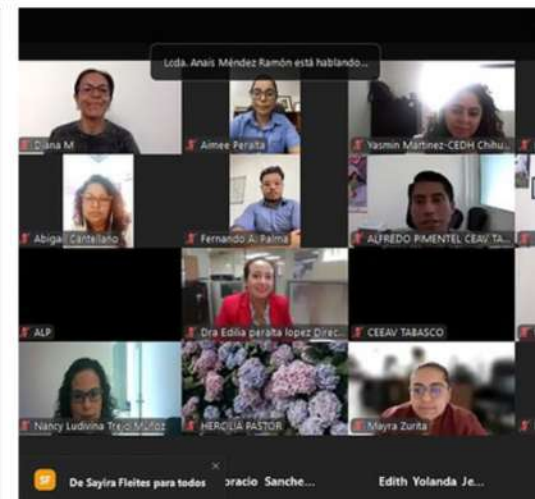 Lcda. Anaís Méndez Ramón está hablando...
Diana M
Aimee Peralta
Yasmin Martinez-CEDH Chihu...
Abigail Cantellano
Fernando A. Palma
ALFREDO PIMENTEL CEAV TA...
ALP
Dra Edilia peralta lopez Direc...
CEEAV TABASCO
Nancy Ludivina Trejo Muñoz
HERCILIA PASTOR
Mayra Zurita
SF
De Sayira Fleites para todos
oracio Sanche...
Edith Yolanda Je...